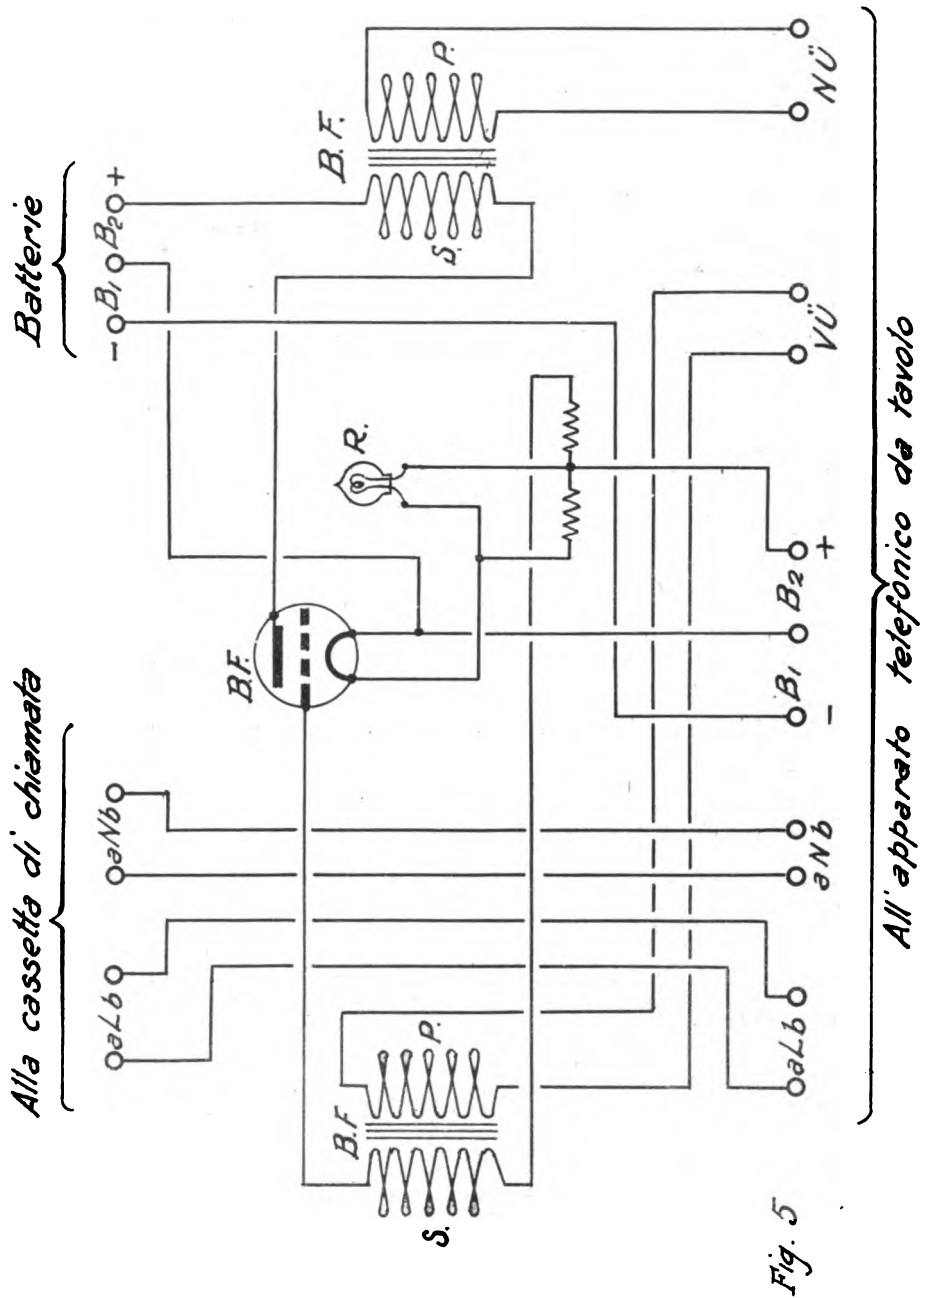 Alla cassetta di chiamata
Batterie
aLb
aNb
- B1 B2 +
B.F.
R.
B.F.
S.
P.
B.F
S.
P.
aLb
aNb
- B1 B2 +
VÜ
NÜ
All'apparato telefonico da tavolo
Fig. 5